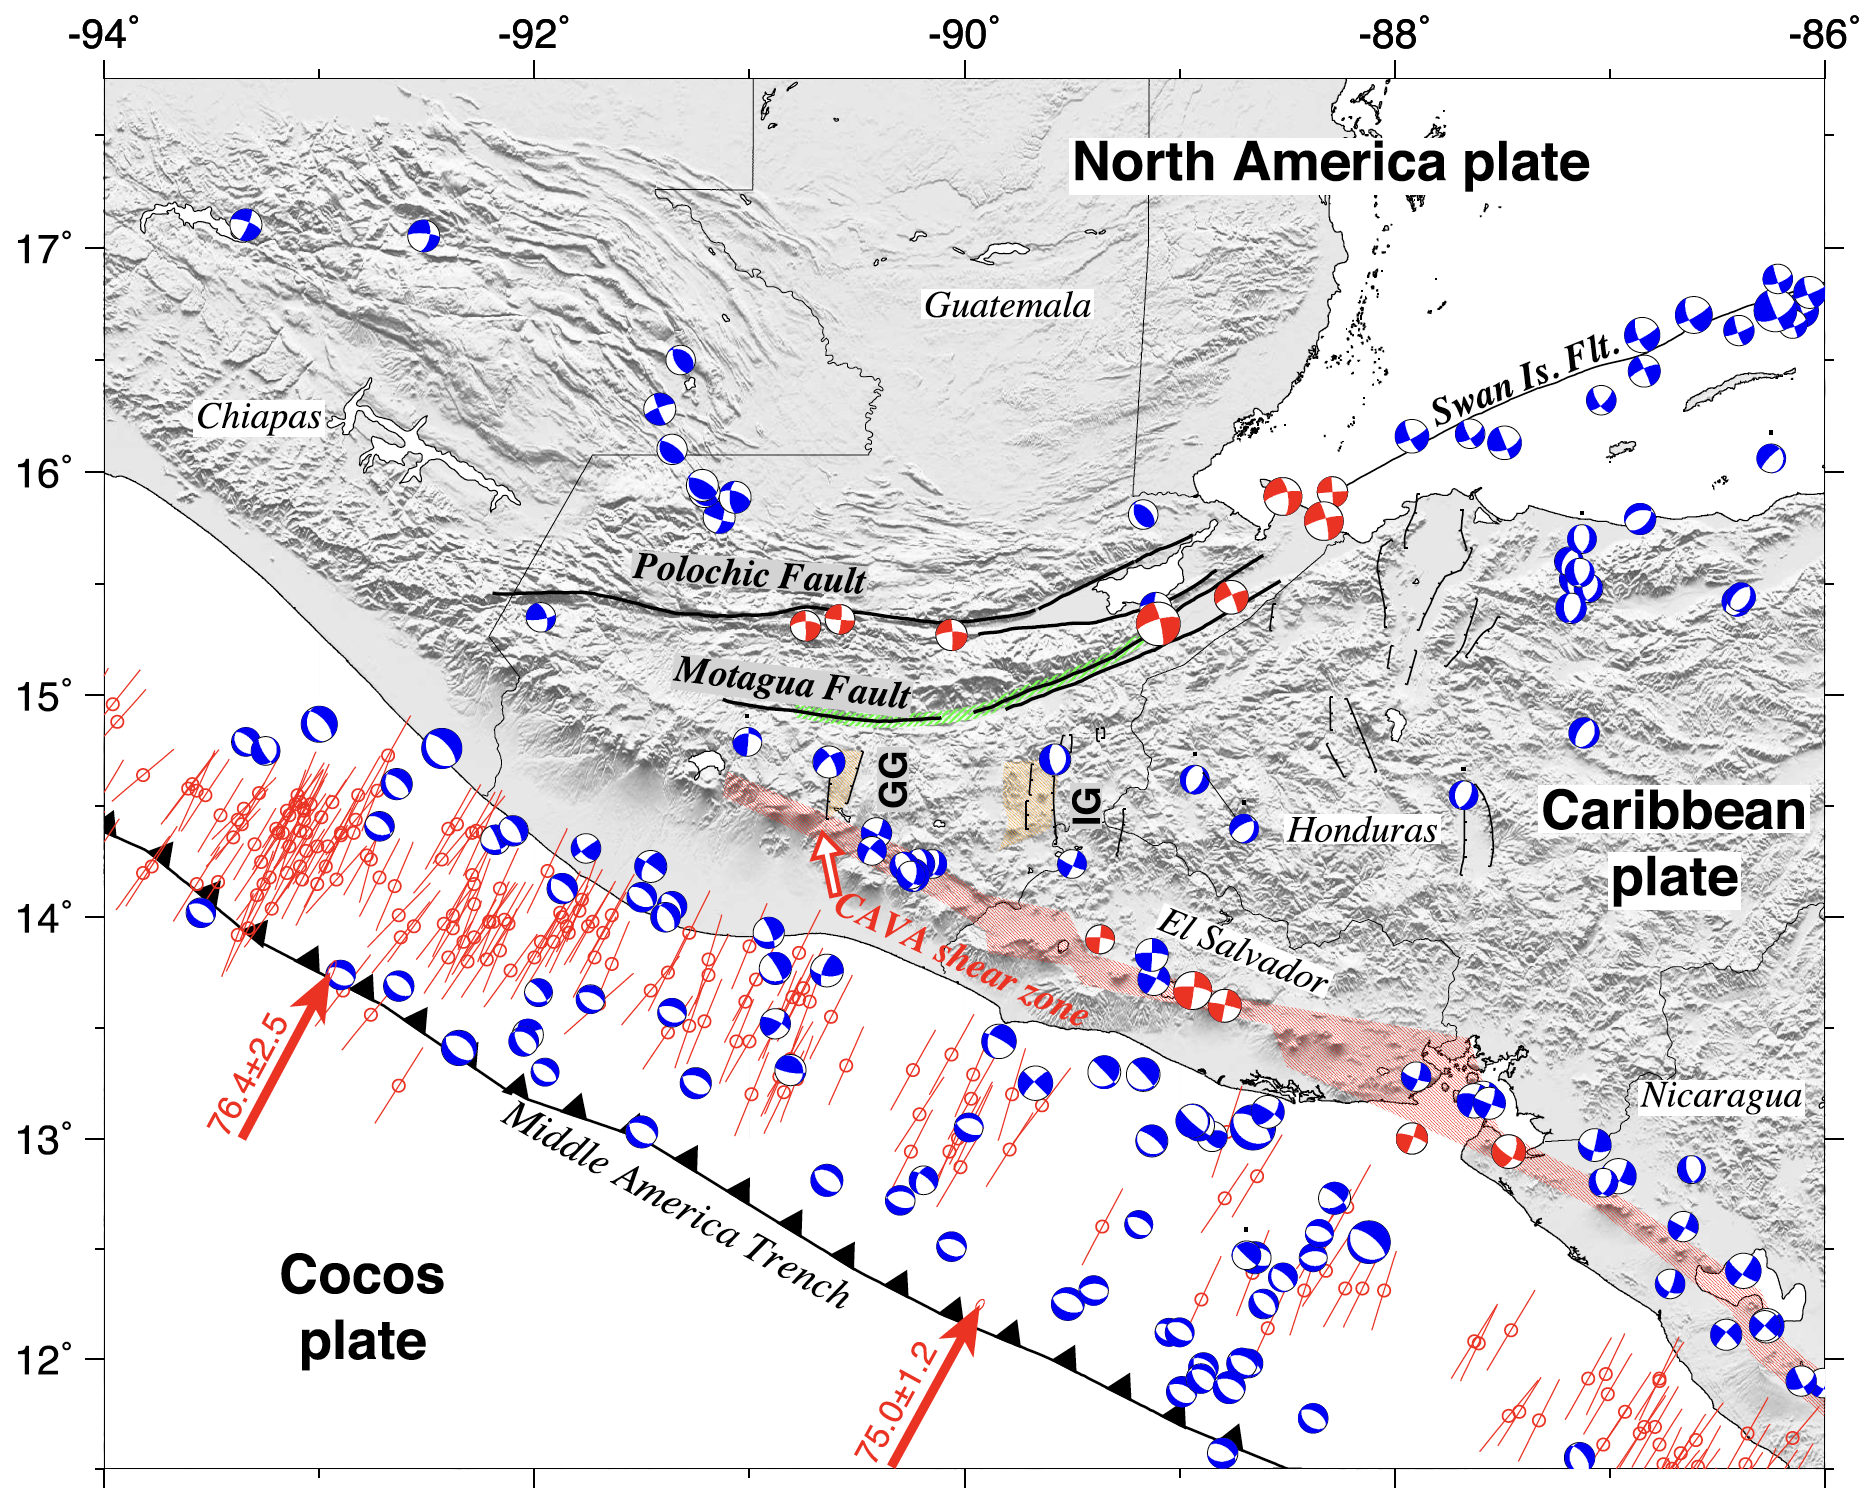 -94° -92° -90° -88° -86°
North America plate
17°
Guatemala
Swan Is. Flt.
Chiapas
16°
Polochic Fault
15°
Motagua Fault
GG
IG
Honduras
Caribbean
plate
14°
CAVA shear zone
El Salvador
76.4±2.5
Nicaragua
13°
Middle America Trench
Cocos
plate
12°
75.0±1.2